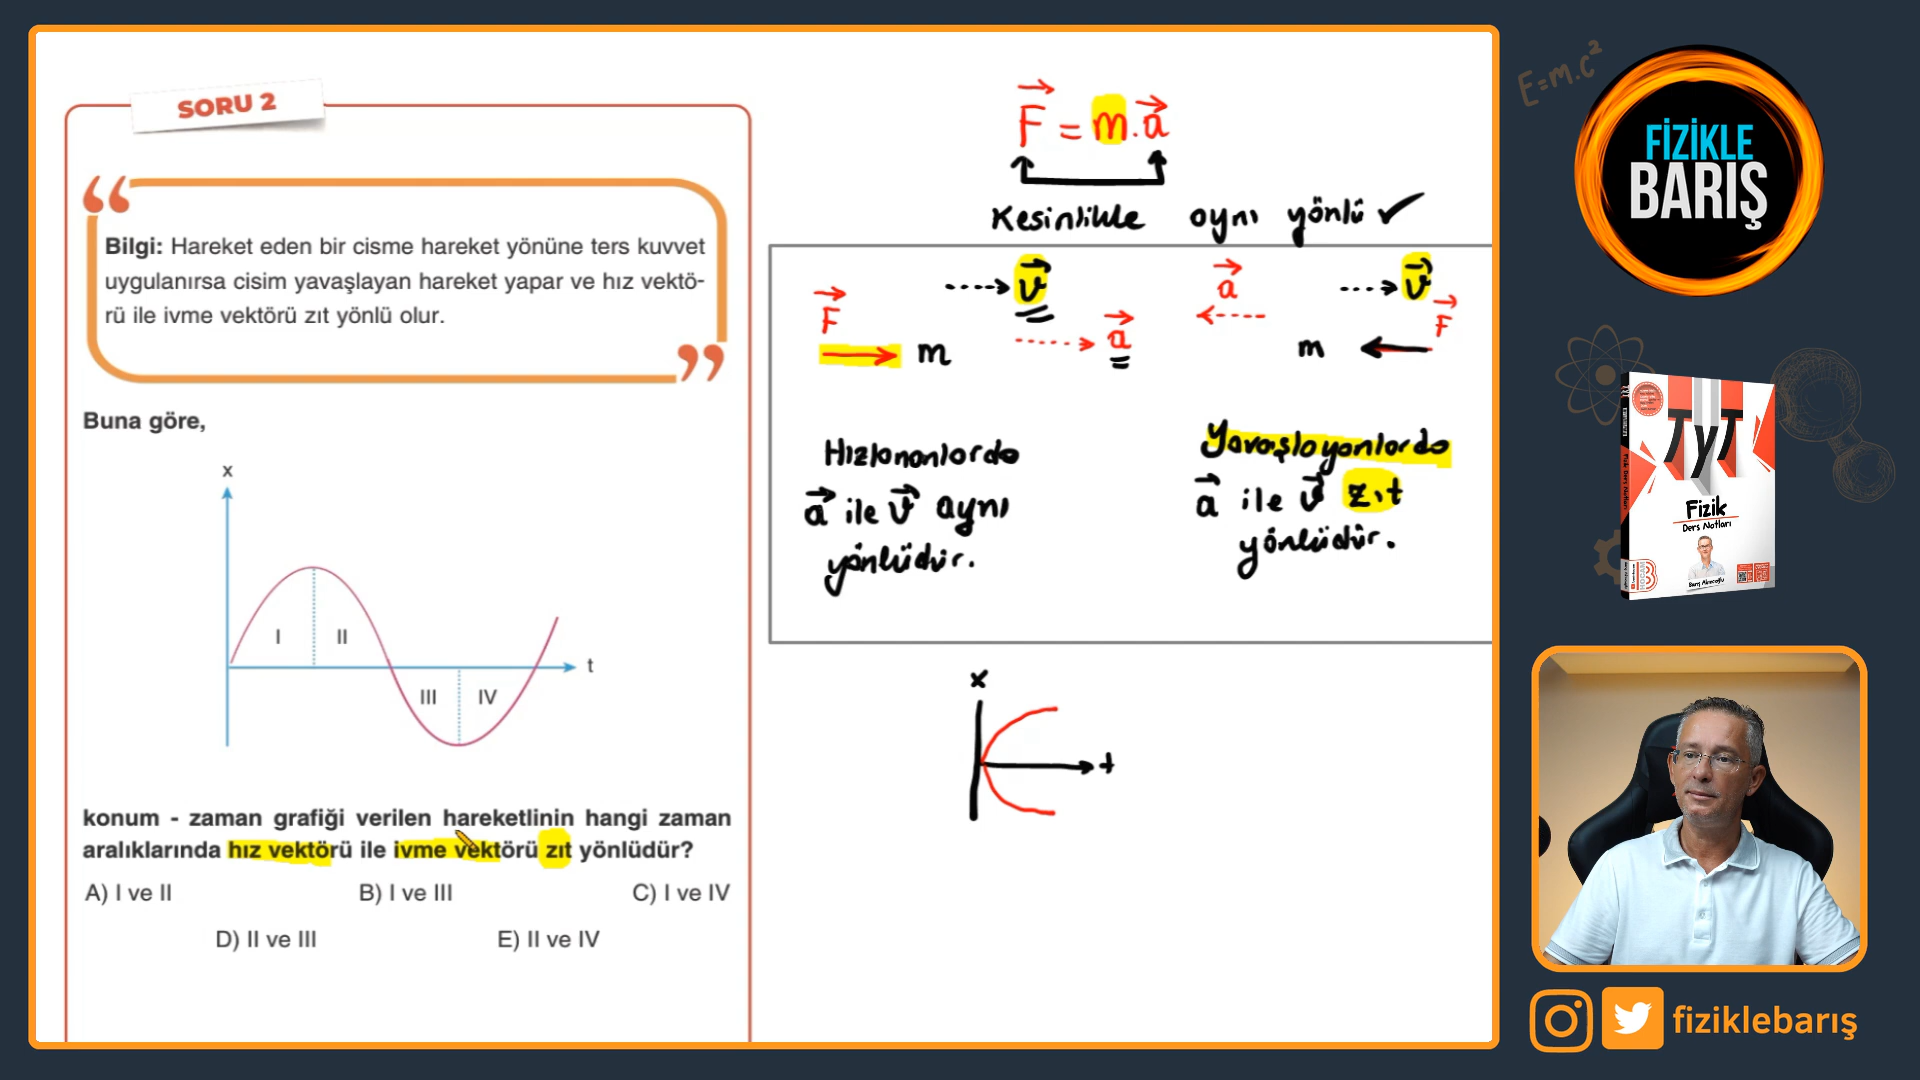 SORU 2
Bilgi: Hareket eden bir cisme hareket yönüne ters kuvvet
uygulanırsa cisim yavaşlayan hareket yapar ve hız vektö-
rü ile ivme vektörü zıt yönlü olur.
Buna göre,
x
I
II
III
IV
t
konum - zaman grafiği verilen hareketlinin hangi zaman
aralıklarında hız vektörü ile ivme vektörü zıt yönlüdür?
A) I ve II B) I ve III C) I ve IV
D) II ve III E) II ve IV
F = m.a
Kesinlikle aynı yönlü ✓
F
m
v
a
a
v
F
m
Hızlananlarda
a ile v aynı
yönlüdür.
Yavaşlayanlarda
a ile v zıt
yönlüdür.
x
t
E=m.c²
FİZİKLE
BARIŞ
TYT
Fizik
Ders Notları
fiziklebarış